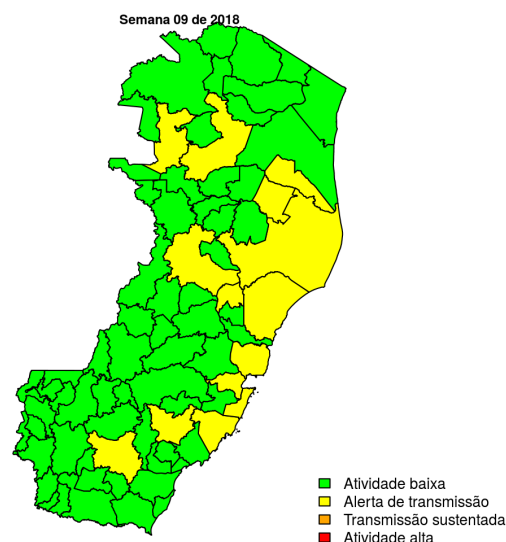 Semana 09 de 2018
Atividade baixa
Alerta de transmissão
Transmissão sustentada
Atividade alta